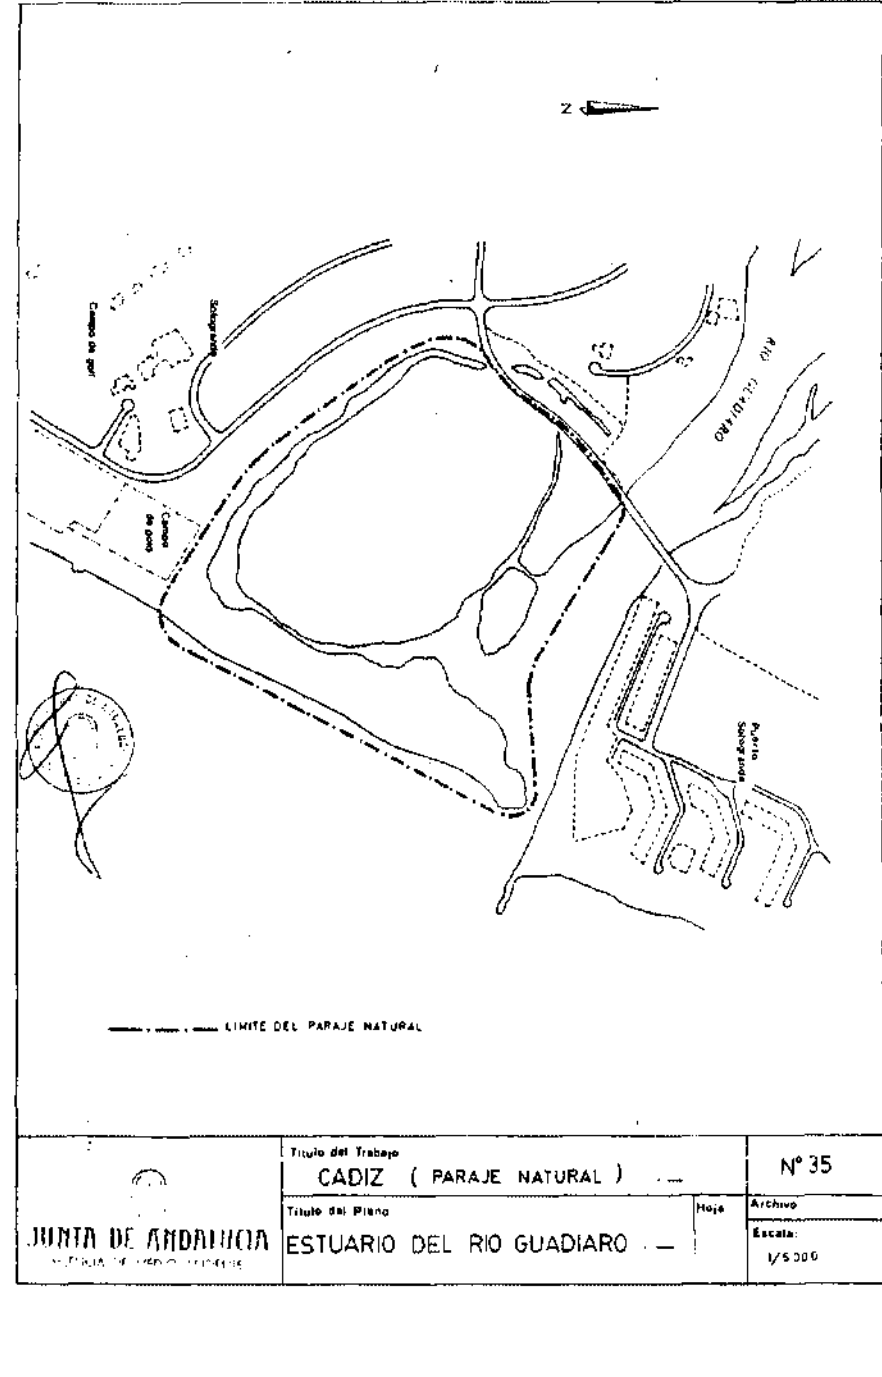 N
Sotogrande
Campo de golf
RIO GUADIARO
Campo
de polo
Puerto
Sotogrande
LIMITE DEL PARAJE NATURAL
Titulo del Trabajo
CADIZ ( PARAJE NATURAL ) . —
Nº 35
Titulo del Plano
Hoja
Archivo
JUNTA DE ANDALUCIA
ESTUARIO DEL RIO GUADIARO . —
Escala:
1/5000